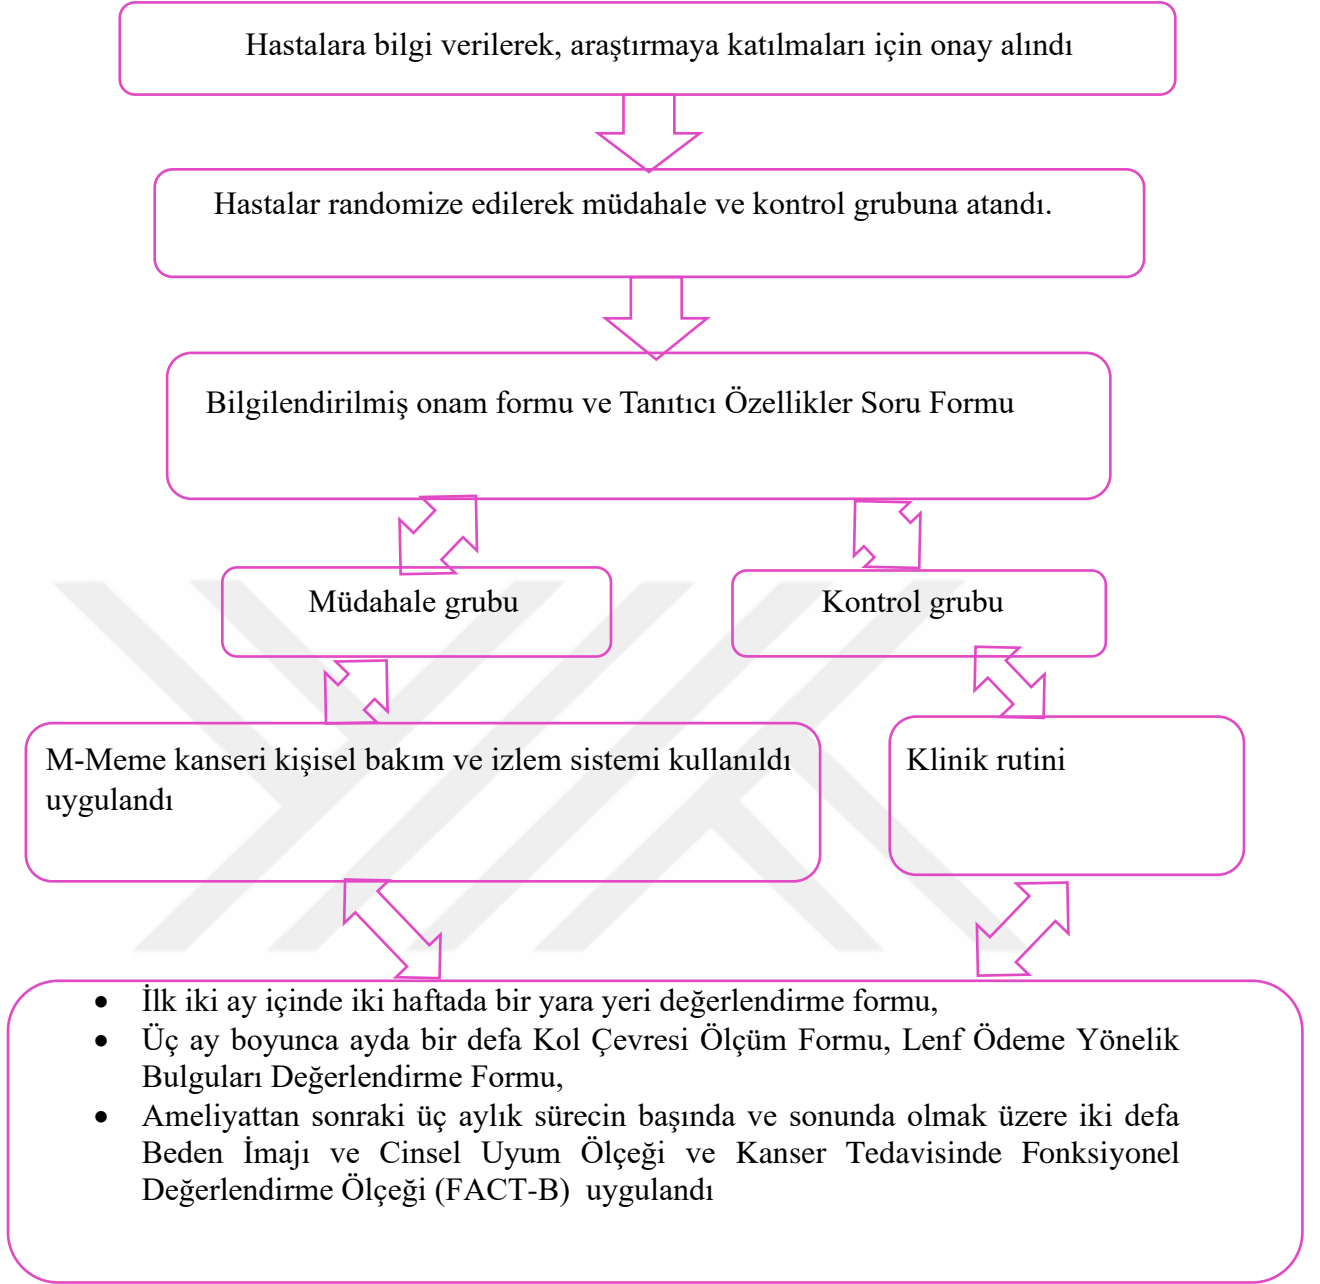 Hastalara bilgi verilerek, araştırmaya katılmaları için onay alındı
Hastalar randomize edilerek müdahale ve kontrol grubuna atandı.
Bilgilendirilmiş onam formu ve Tanıtıcı Özellikler Soru Formu
Müdahale grubu
Kontrol grubu
M-Meme kanseri kişisel bakım ve izlem sistemi kullanıldı
uygulandı
Klinik rutini
• İlk iki ay içinde iki haftada bir yara yeri değerlendirme formu,
• Üç ay boyunca ayda bir defa Kol Çevresi Ölçüm Formu, Lenf Ödeme Yönelik
Bulguları Değerlendirme Formu,
• Ameliyattan sonraki üç aylık sürecin başında ve sonunda olmak üzere iki defa
Beden İmajı ve Cinsel Uyum Ölçeği ve Kanser Tedavisinde Fonksiyonel
Değerlendirme Ölçeği (FACT-B) uygulandı